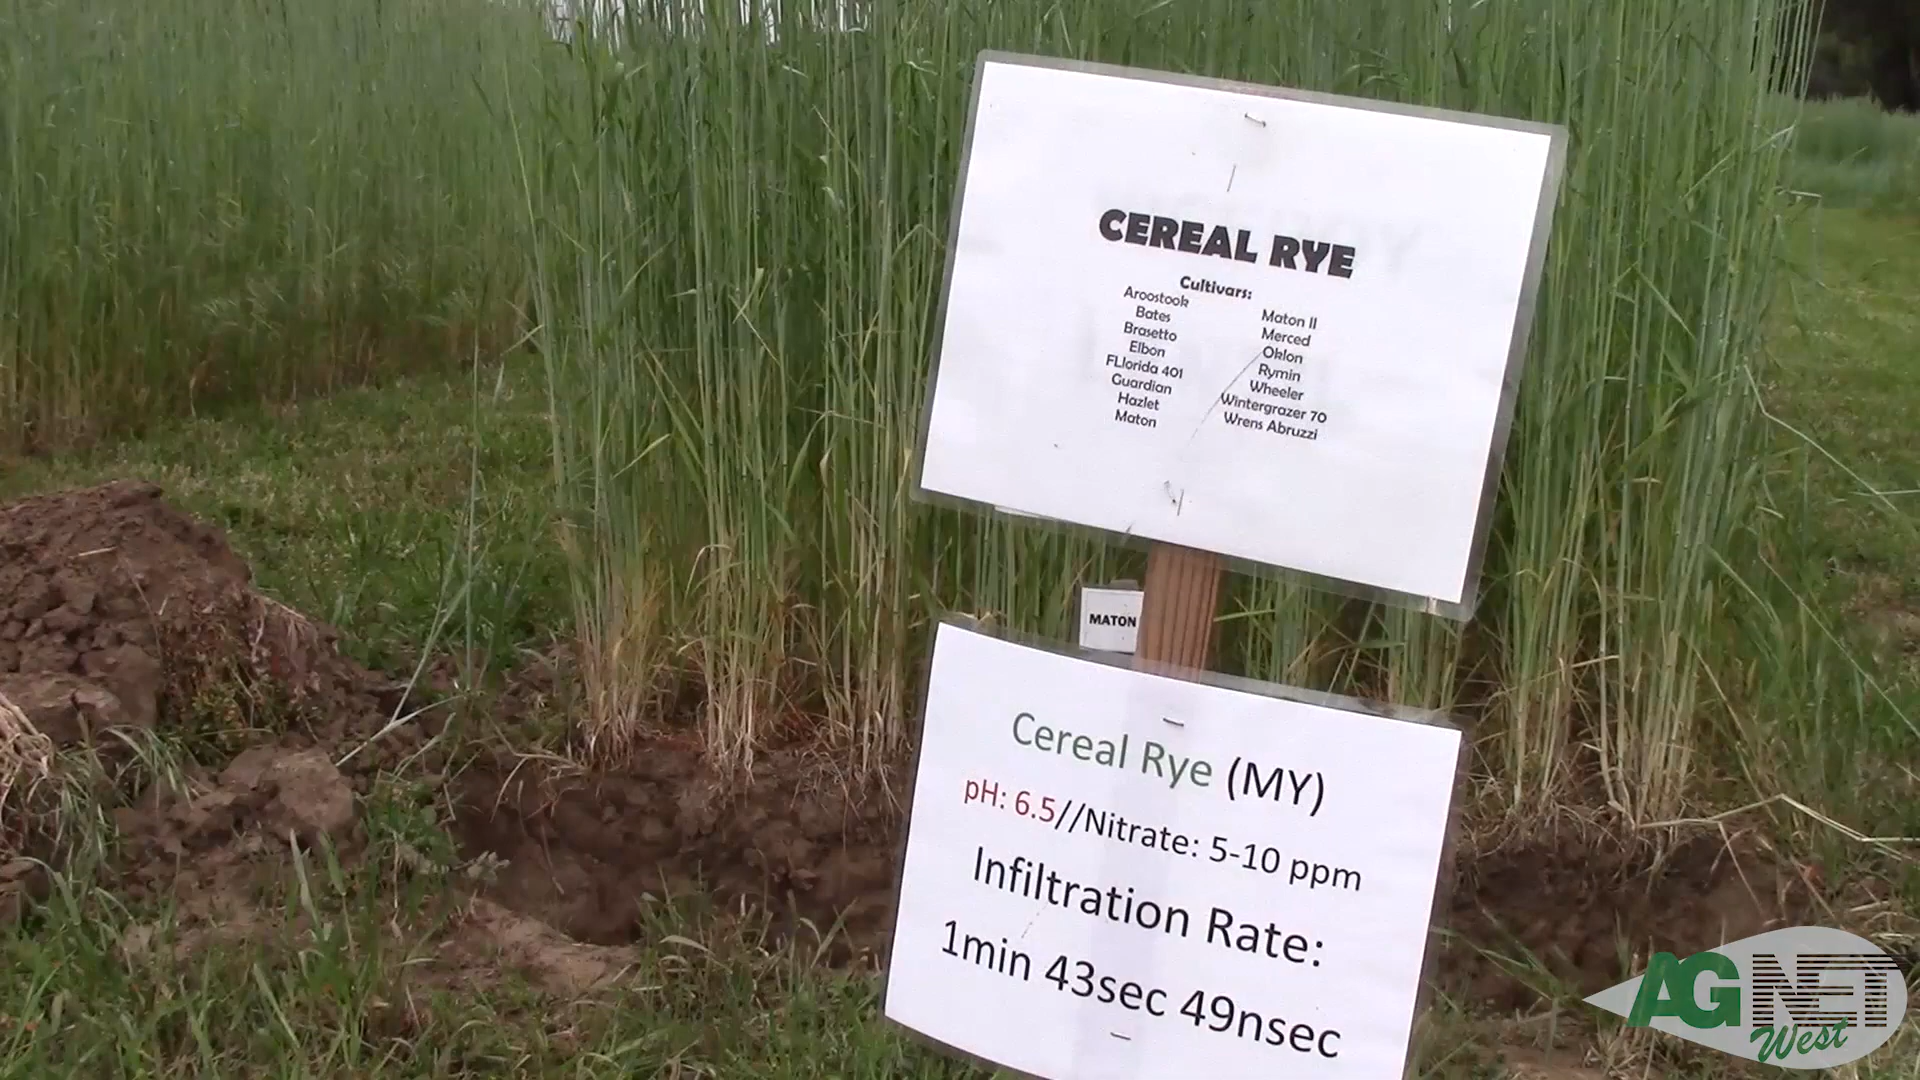 CEREAL RYE
Cultivars:
Aroostook
Bates
Brasetto
Elbon
FLlorida 401
Guardian
Hazlet
Maton
Maton II
Merced
Oklon
Rymin
Wheeler
Wintergrazer 70
Wrens Abruzzi
MATON
Cereal Rye (MY)
pH: 6.5//Nitrate: 5-10 ppm
Infiltration Rate:
1min 43sec 49nsec
AGNET
West